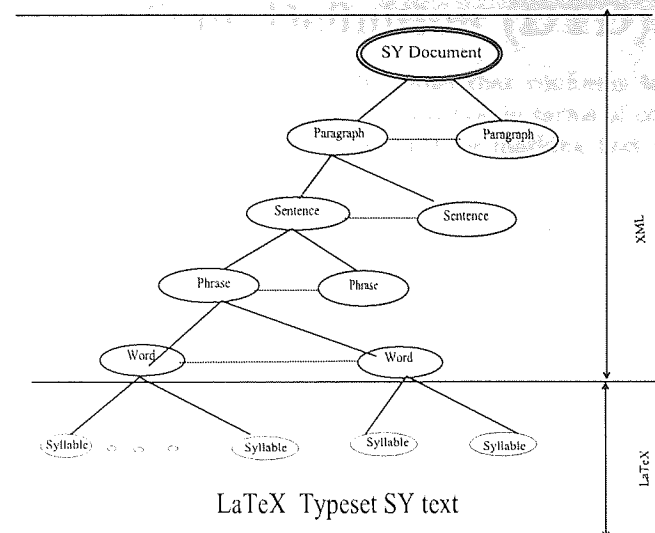 SY Document
Paragraph Paragraph
Sentence Sentence
XML
Phrase Phrase
Word Word
Syllable Syllable Syllable Syllable
LaTeX
LaTeX Typeset SY text